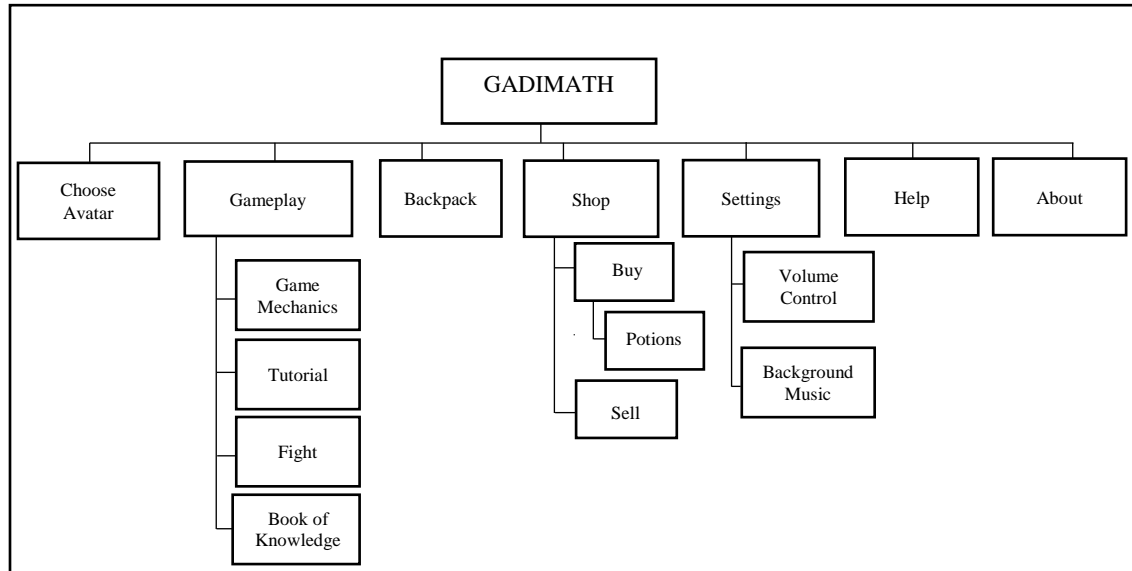 GADIMATH
Choose
Avatar
Gameplay
Backpack
Shop
Settings
Help
About
Game
Mechanics
Tutorial
Fight
Book of
Knowledge
Buy
Potions
Sell
Volume
Control
Background
Music